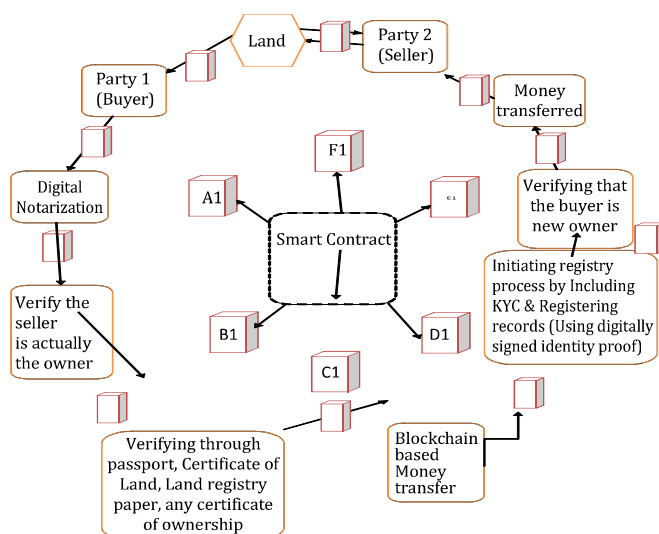 Land
Party 2
(Seller)
Party 1
(Buyer)
Money
transferred
F1
A1
E1
Digital
Notarization
Verifying that
the buyer is
new owner
Smart Contract
Initiating registry
process by Including
KYC & Registering
records (Using digitally
signed identity proof)
Verify the
seller
is actually
the owner
B1
D1
C1
Verifying through
passport, Certificate of
Land, Land registry
paper, any certificate
of ownership
Blockchain
based
Money
transfer